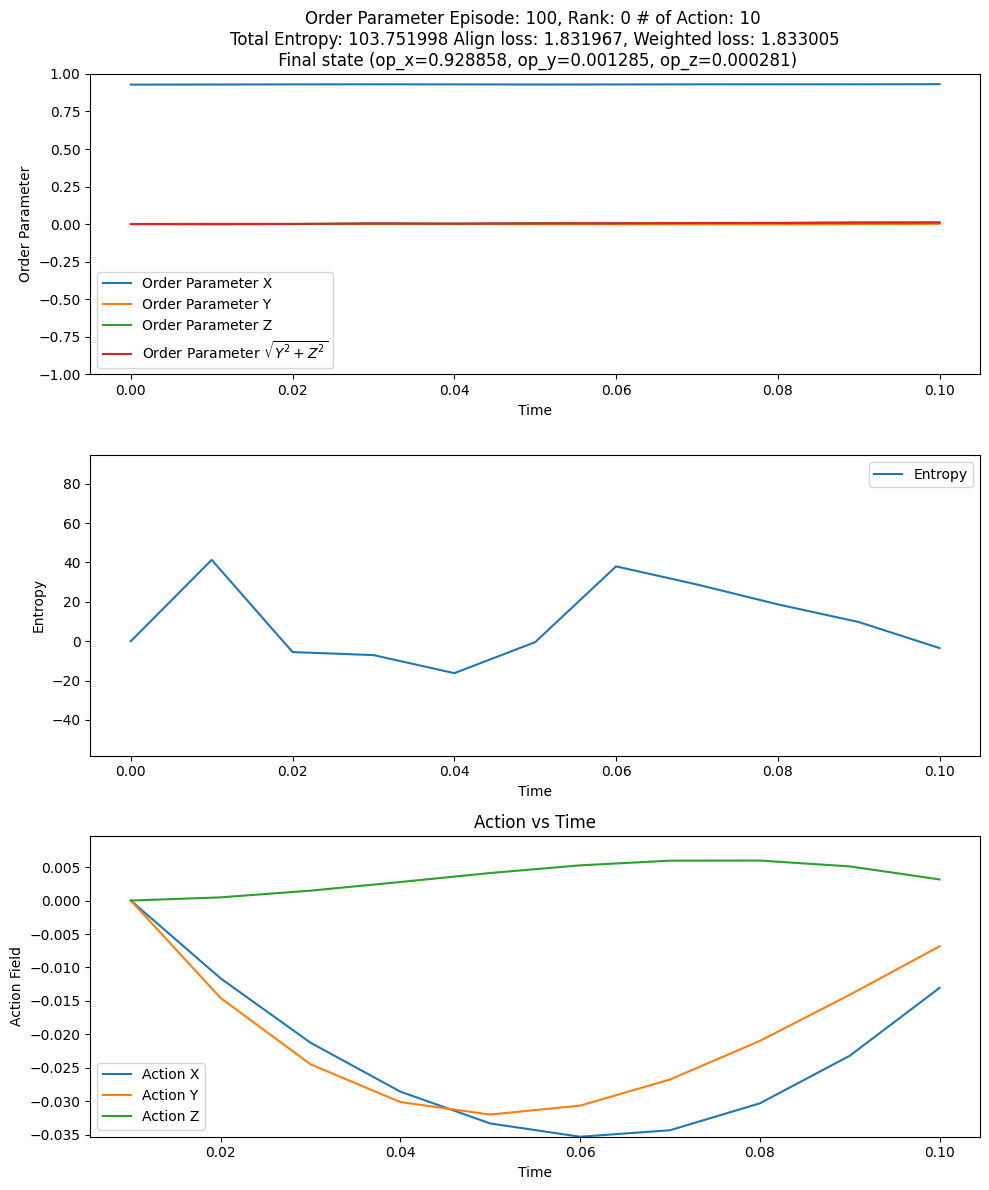 Order Parameter Episode: 100, Rank: 0 # of Action: 10
Total Entropy: 103.751998 Align loss: 1.831967, Weighted loss: 1.833005
Final state (op_x=0.928858, op_y=0.001285, op_z=0.000281)
1.00
0.75
0.50
0.25
0.00
−0.25
−0.50
−0.75
−1.00
Order Parameter
Order Parameter X
Order Parameter Y
Order Parameter Z
Order Parameter $\sqrt{Y^2 + Z^2}$
0.00 0.02 0.04 0.06 0.08 0.10
Time
80
60
40
20
0
−20
−40
Entropy
Entropy
0.00 0.02 0.04 0.06 0.08 0.10
Time
Action vs Time
0.005
0.000
−0.005
−0.010
−0.015
−0.020
−0.025
−0.030
−0.035
Action Field
Action X
Action Y
Action Z
0.02 0.04 0.06 0.08 0.10
Time